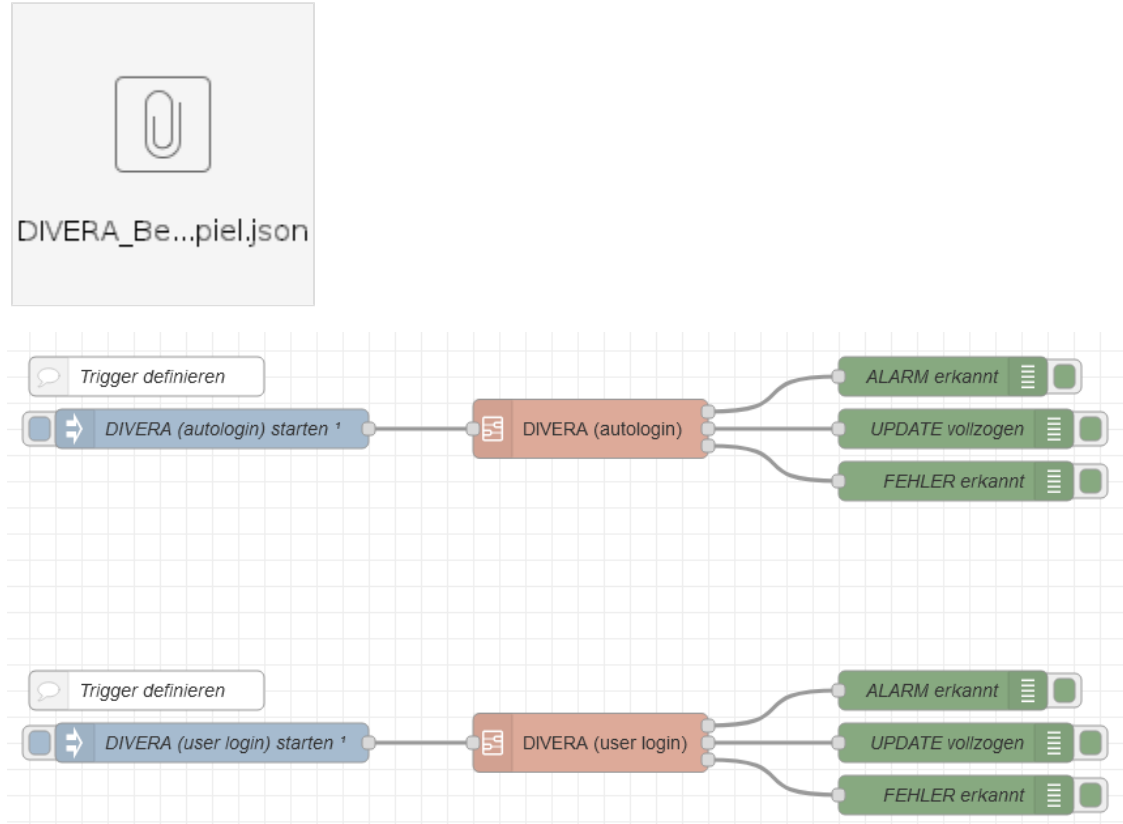 DIVERA_Be...piel.json
Trigger definieren
DIVERA (autologin) starten ¹
DIVERA (autologin)
ALARM erkannt
UPDATE vollzogen
FEHLER erkannt
Trigger definieren
DIVERA (user login) starten ¹
DIVERA (user login)
ALARM erkannt
UPDATE vollzogen
FEHLER erkannt